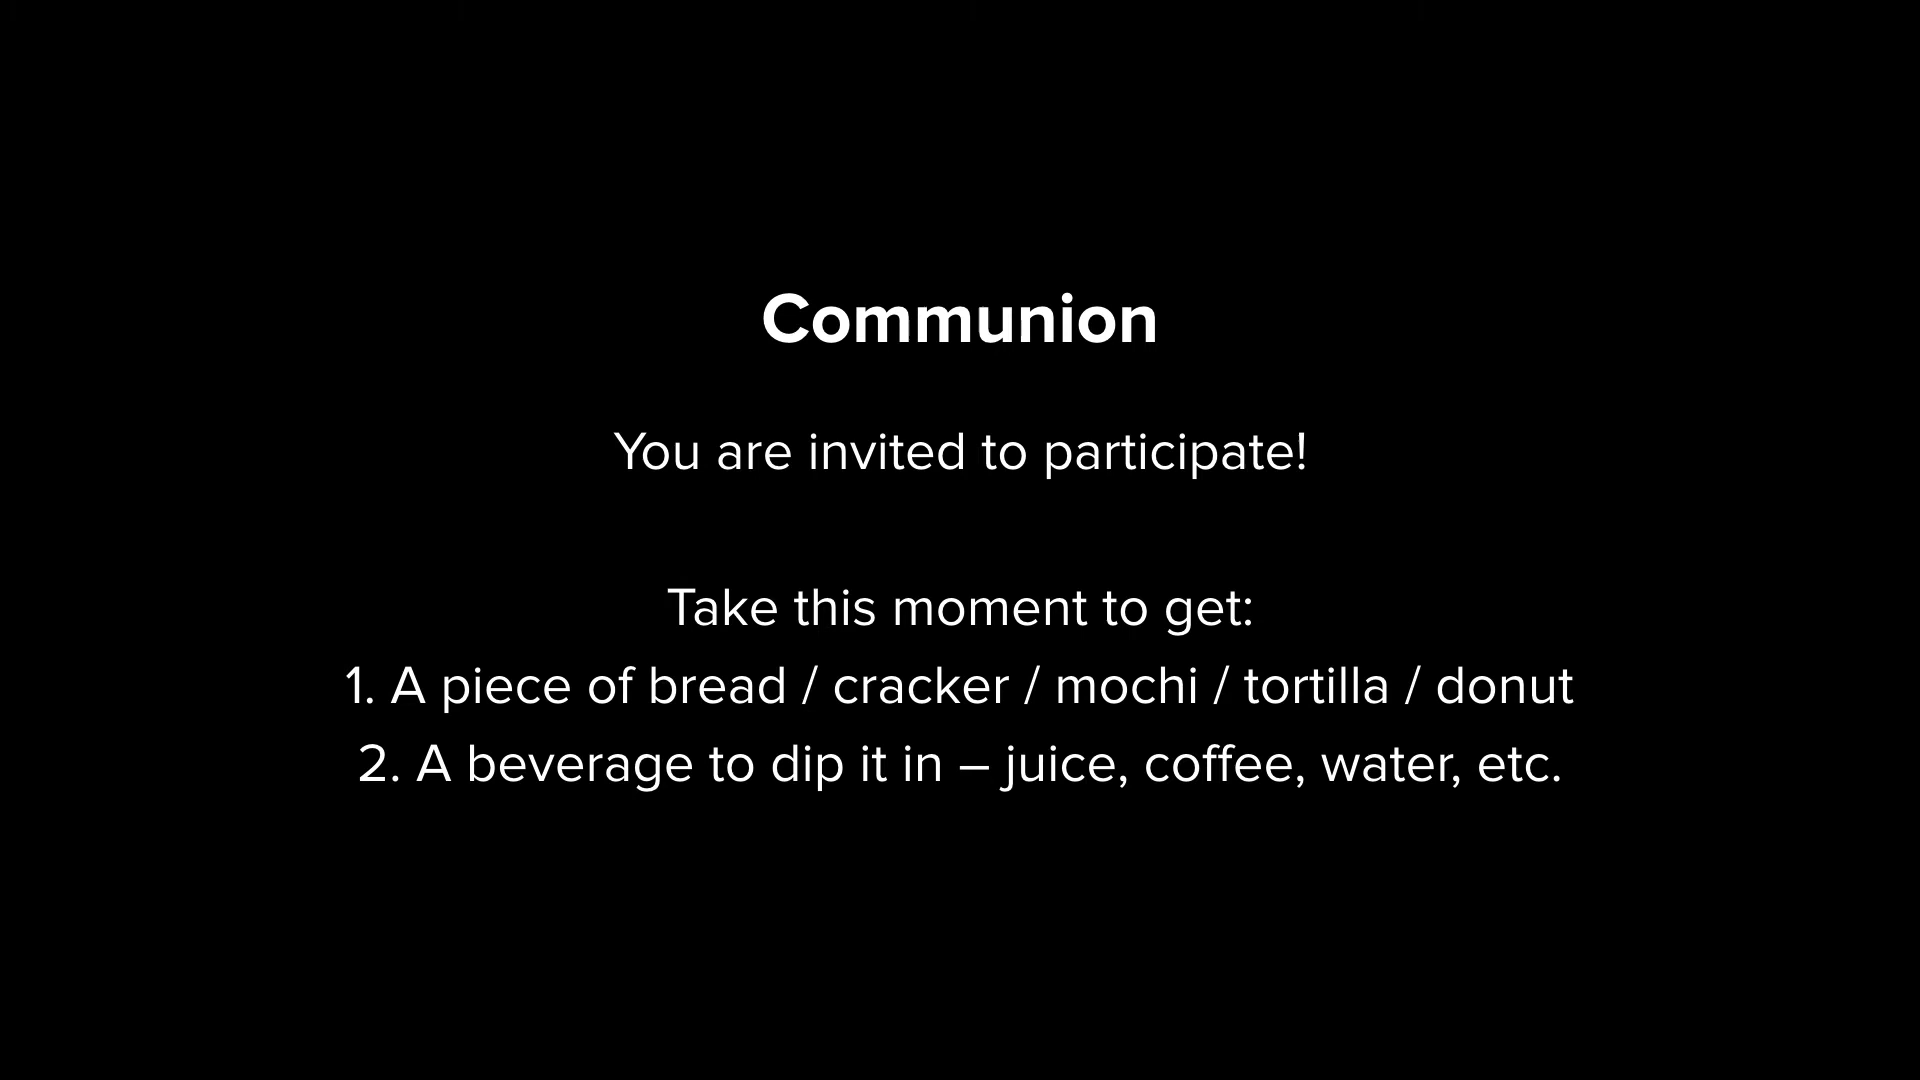 Communion
You are invited to participate!
Take this moment to get:
1. A piece of bread / cracker / mochi / tortilla / donut
2. A beverage to dip it in – juice, coffee, water, etc.